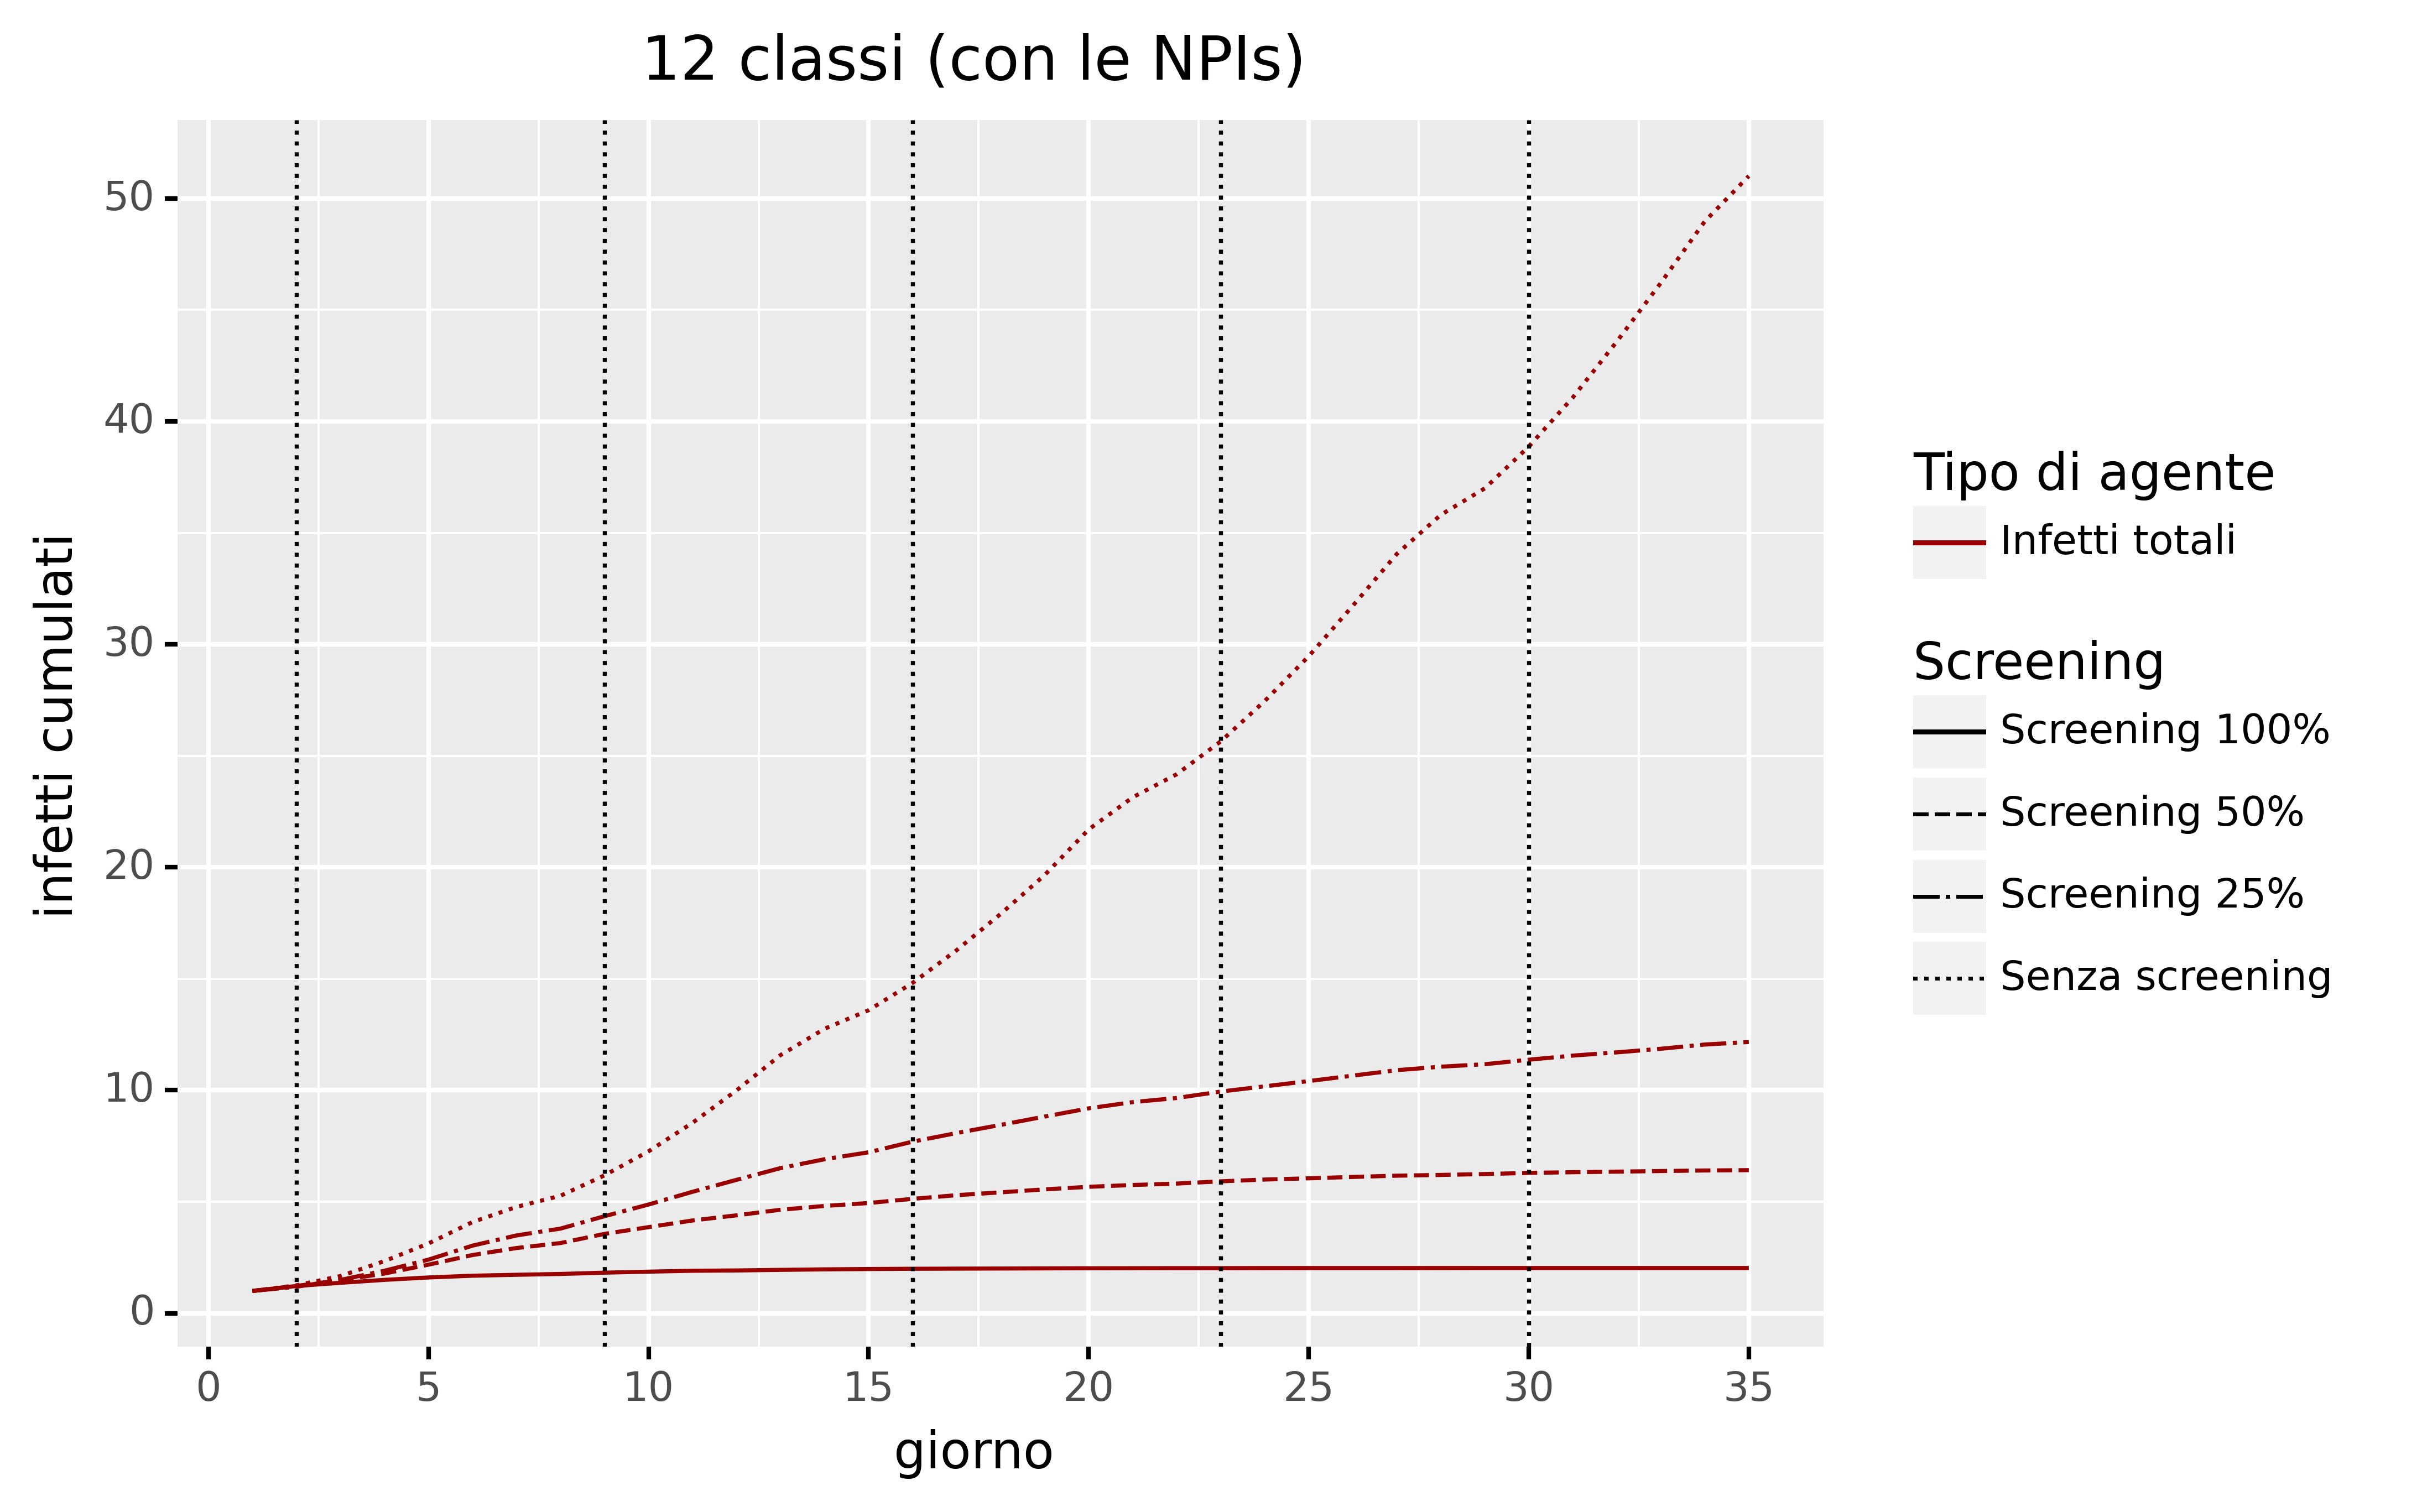 12 classi (con le NPIs)
infetti cumulati
50
40
30
20
10
0
0 5 10 15 20 25 30 35
giorno
Tipo di agente
Infetti totali
Screening
Screening 100%
Screening 50%
Screening 25%
Senza screening